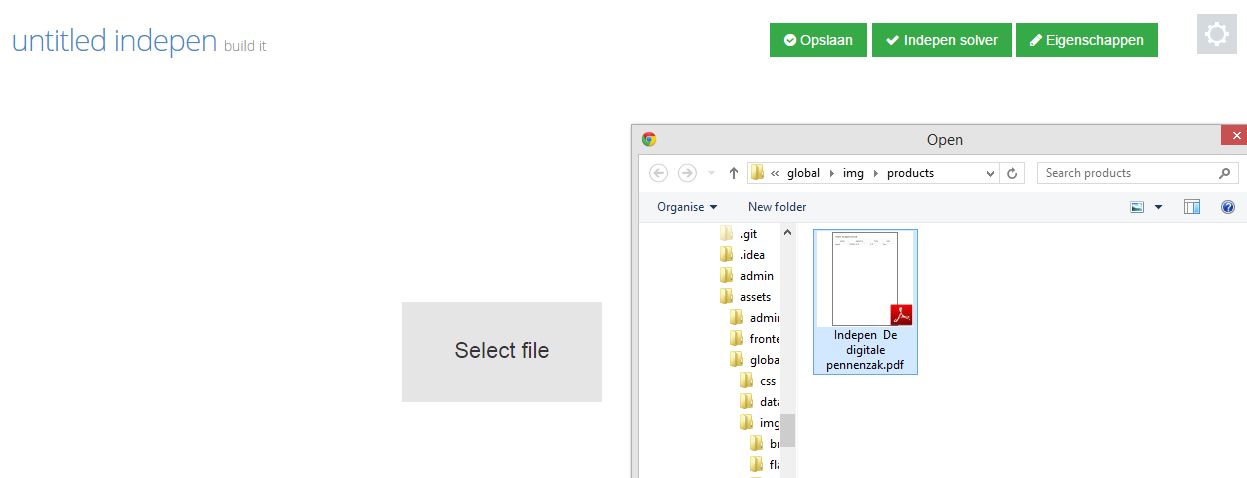 untitled indepen build it
Opslaan Indepen solver Eigenschappen
Select file
Open
« global img products Search products
Organise New folder
.git
.idea
admin
assets
admin
fronte
globa
css
data
img
br
fla
Indepen De
digitale
pennenzak.pdf